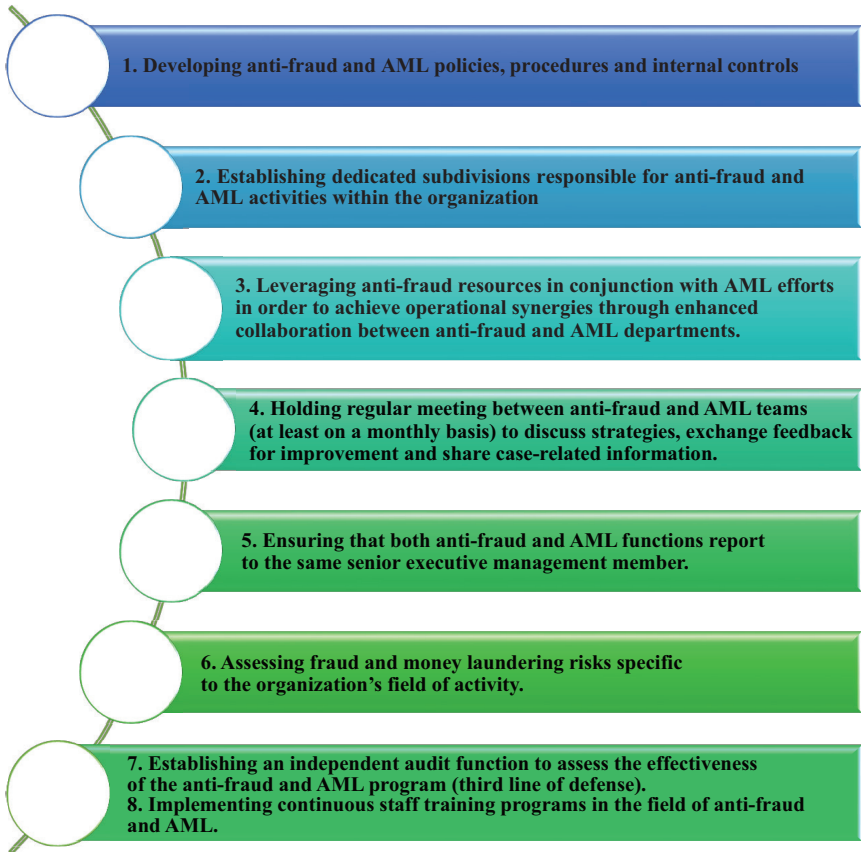 1. Developing anti-fraud and AML policies, procedures and internal controls
2. Establishing dedicated subdivisions responsible for anti-fraud and
AML activities within the organization
3. Leveraging anti-fraud resources in conjunction with AML efforts
in order to achieve operational synergies through enhanced
collaboration between anti-fraud and AML departments.
4. Holding regular meeting between anti-fraud and AML teams
(at least on a monthly basis) to discuss strategies, exchange feedback
for improvement and share case-related information.
5. Ensuring that both anti-fraud and AML functions report
to the same senior executive management member.
6. Assessing fraud and money laundering risks specific
to the organization’s field of activity.
7. Establishing an independent audit function to assess the effectiveness
of the anti-fraud and AML program (third line of defense).
8. Implementing continuous staff training programs in the field of anti-fraud
and AML.